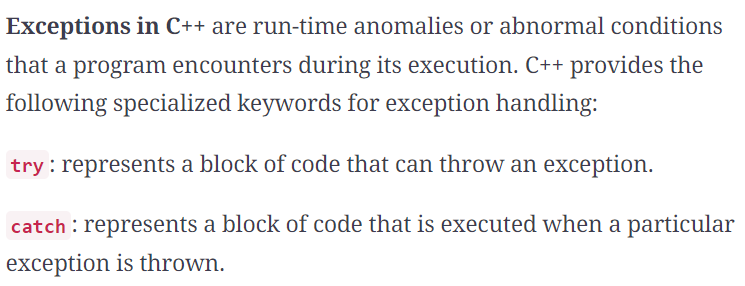 Exceptions in C++ are run-time anomalies or abnormal conditions
that a program encounters during its execution. C++ provides the
following specialized keywords for exception handling:
try: represents a block of code that can throw an exception.
catch: represents a block of code that is executed when a particular
exception is thrown.